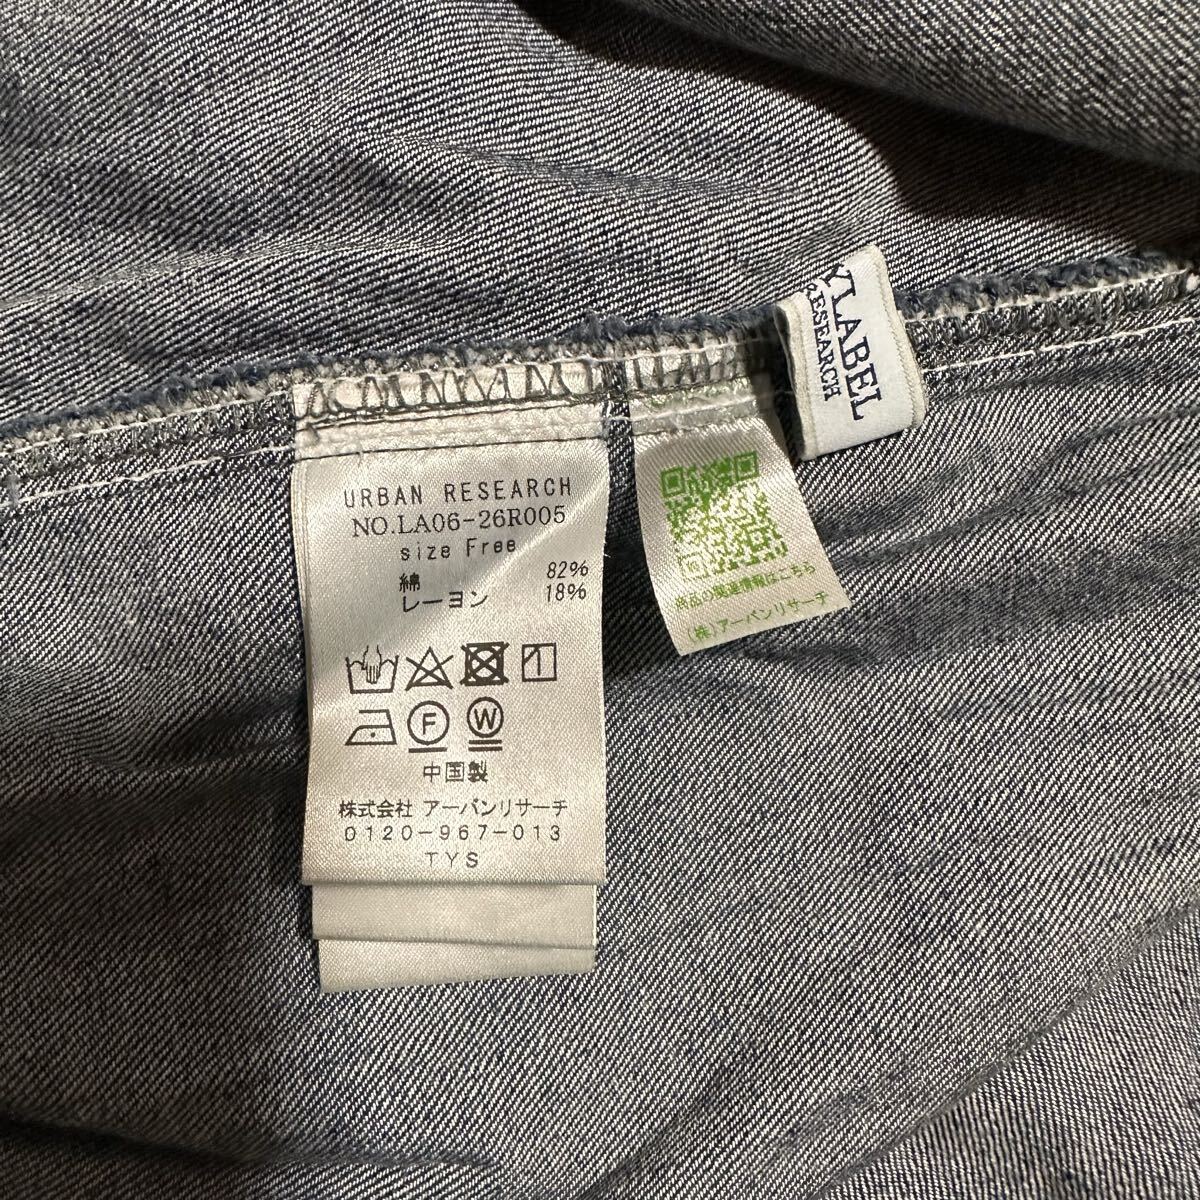 URBAN RESEARCH
NO.LA06-26R005
size Free
綿 82%
レーヨン 18%
F W
中国製
株式会社 アーバンリサーチ
0120-967-013
TYS
商品の関連情報はこちら
(株)アーバンリサーチ
YLABEL
RESEARCH